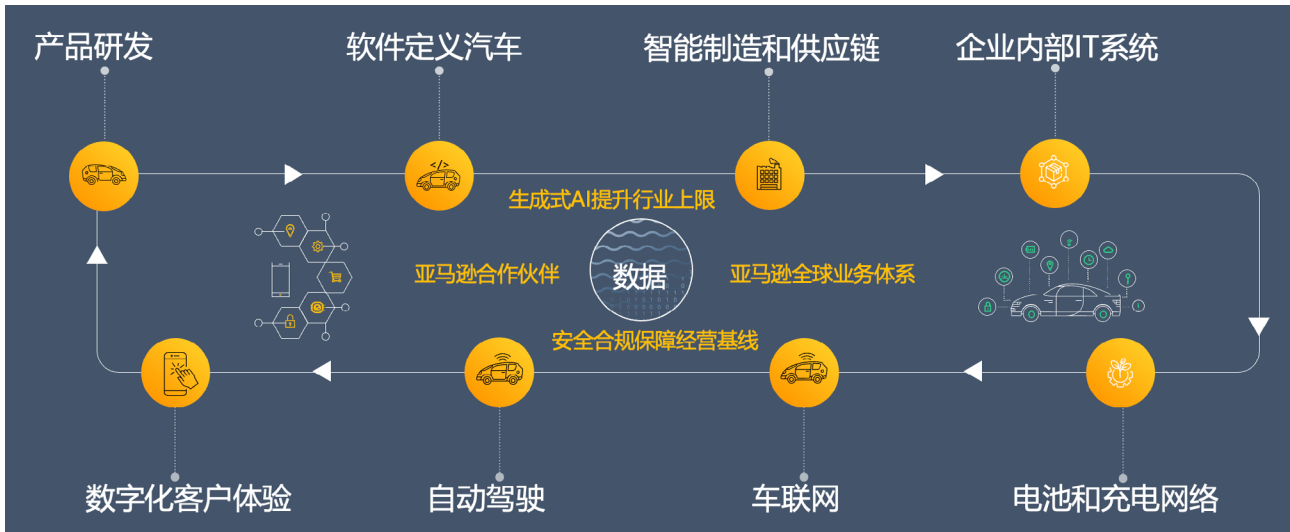 产品研发
软件定义汽车
智能制造和供应链
企业内部IT系统
生成式AI提升行业上限
亚马逊合作伙伴
数据
亚马逊全球业务体系
安全合规保障经营基线
数字化客户体验
自动驾驶
车联网
电池和充电网络